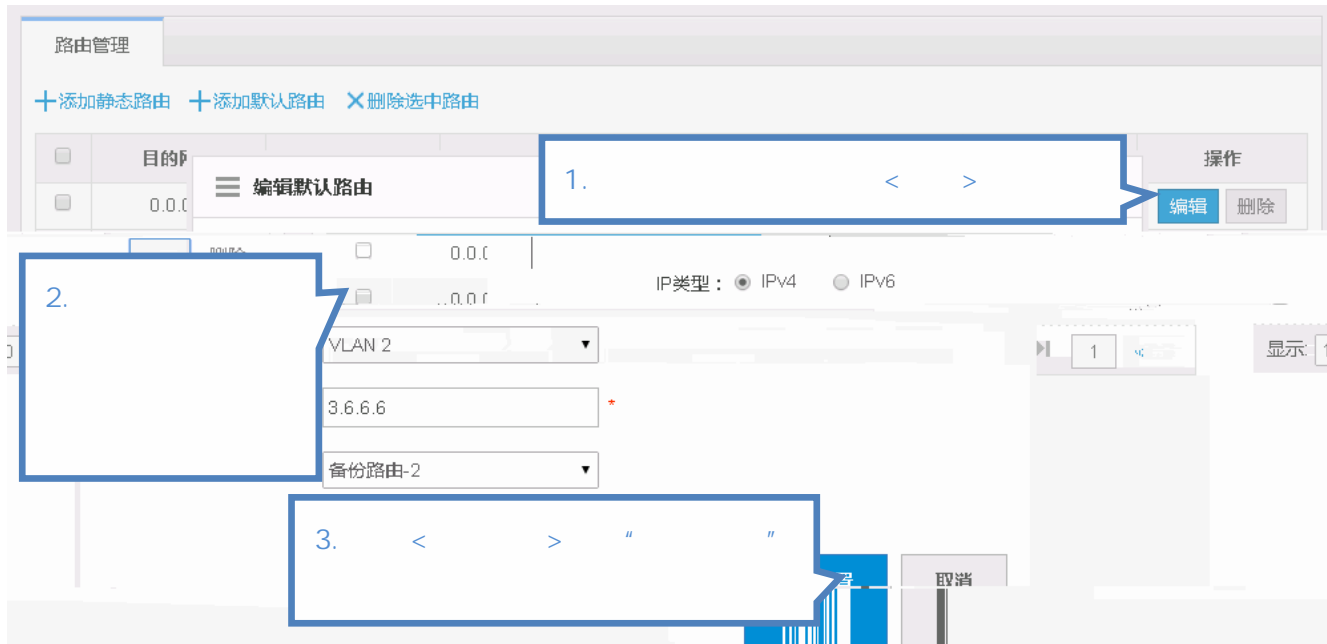 路由管理
添加静态路由 添加默认路由 删除选中路由
目的 操作
编辑默认路由
1. < >
0.0.0 编辑 删除
0.0.0
IP类型： IPv4 IPv6
2.
VLAN 2
1 显示:
3.6.6.6 *
备份路由-2
3. < > “ ”
取消